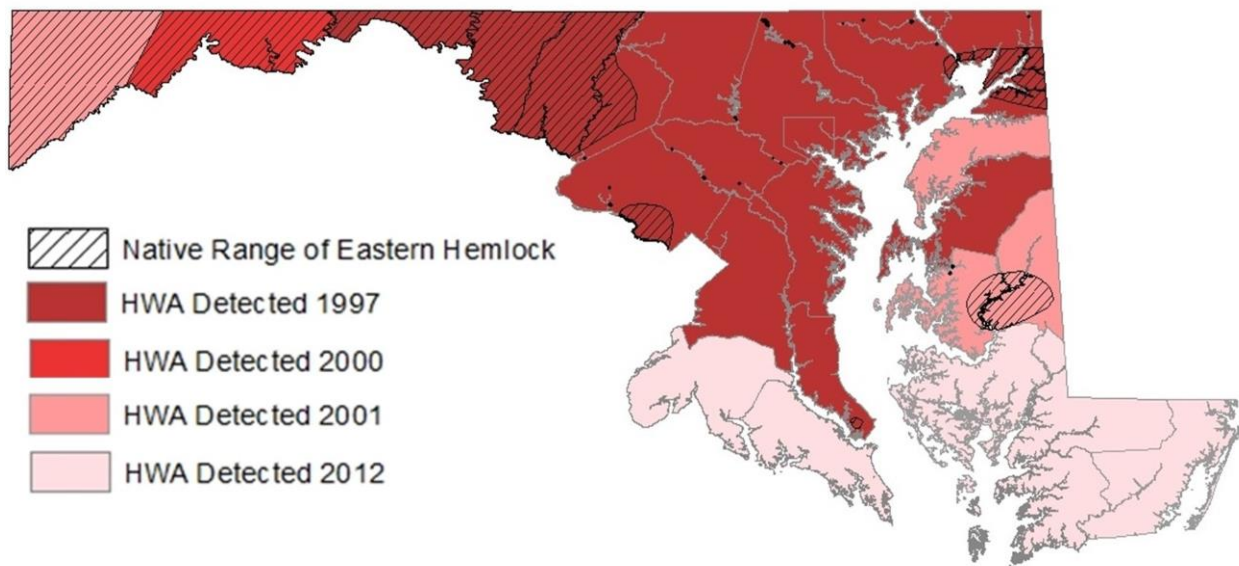 Native Range of Eastern Hemlock
HWA Detected 1997
HWA Detected 2000
HWA Detected 2001
HWA Detected 2012